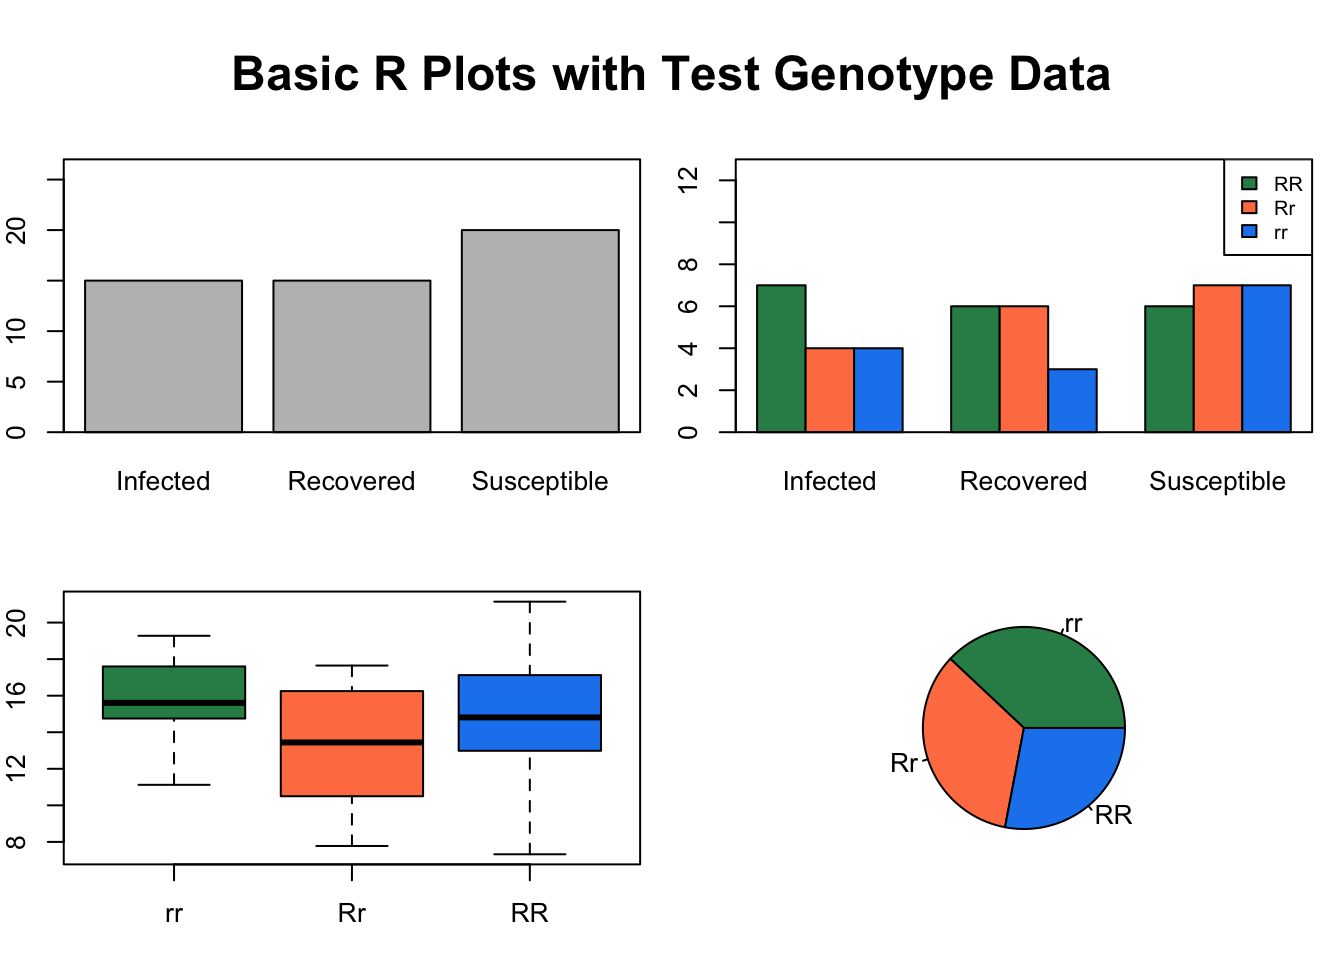 Basic R Plots with Test Genotype Data
20
10
5
0
Infected Recovered Susceptible
12
8
6
4
2
0
RR
Rr
rr
Infected Recovered Susceptible
20
16
12
8
rr Rr RR
rr
Rr
RR